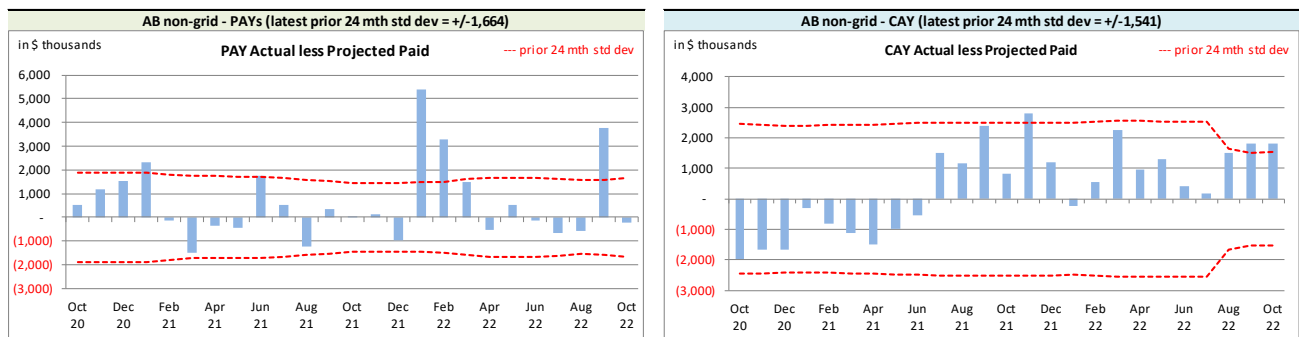 AB non-grid - PAYs (latest prior 24 mth std dev = +/-1,664)
in $ thousands
PAY Actual less Projected Paid
--- prior 24 mth std dev
6,000
5,000
4,000
3,000
2,000
1,000
-
(1,000)
(2,000)
(3,000)
Oct Dec Feb Apr Jun Aug Oct Dec Feb Apr Jun Aug Oct
20 20 21 21 21 21 21 21 22 22 22 22 22
AB non-grid - CAY (latest prior 24 mth std dev = +/-1,541)
in $ thousands
CAY Actual less Projected Paid
--- prior 24 mth std dev
4,000
3,000
2,000
1,000
-
(1,000)
(2,000)
(3,000)
Oct Dec Feb Apr Jun Aug Oct Dec Feb Apr Jun Aug Oct
20 20 21 21 21 21 21 21 22 22 22 22 22